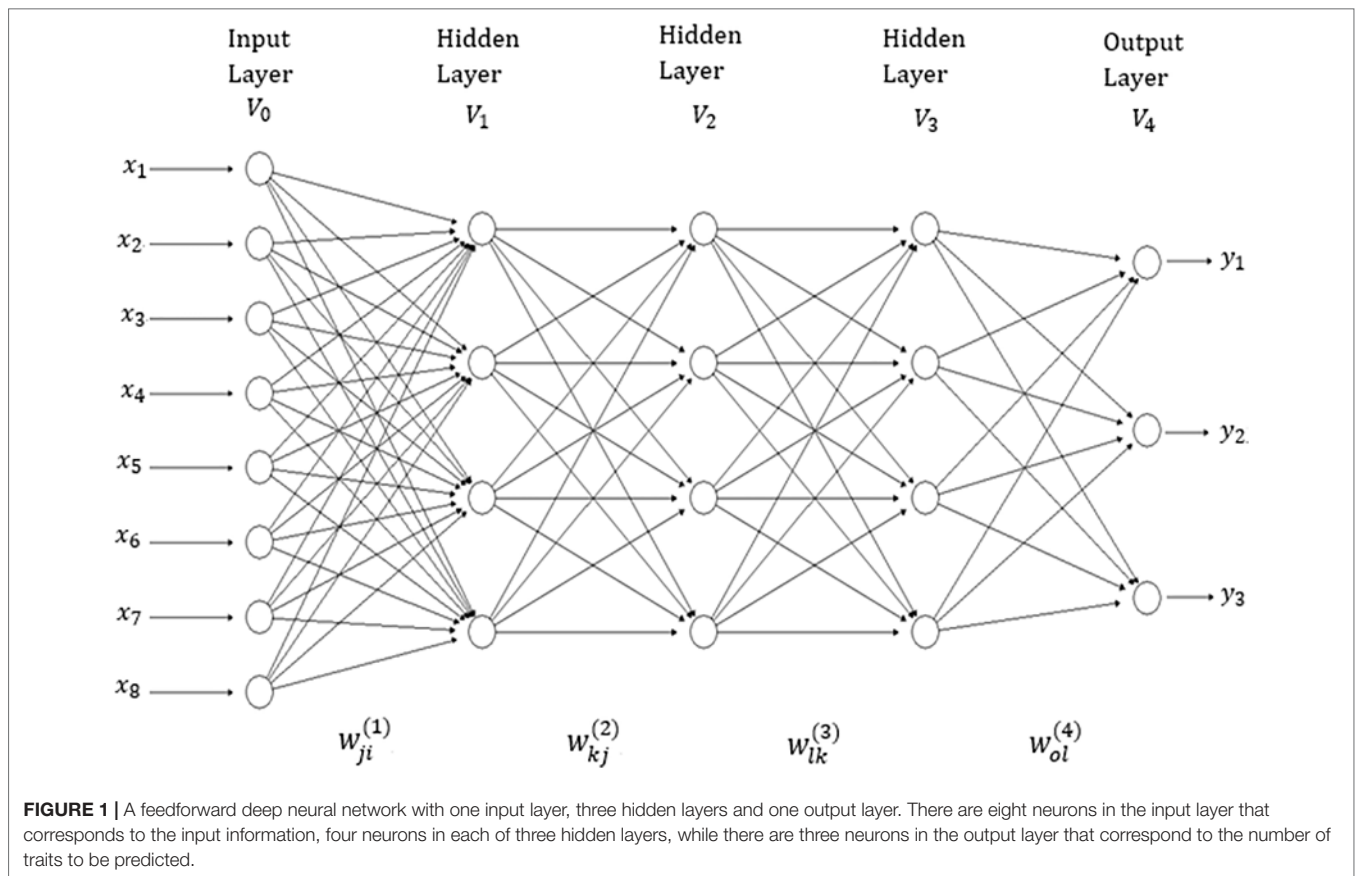 Input Layer V₀
Hidden Layer V₁
Hidden Layer V₂
Hidden Layer V₃
Output Layer V₄
x₁
x₂
x₃
x₄
x₅
x₆
x₇
x₈
y₁
y₂
y₃
w_{ji}^{(1)}
w_{kj}^{(2)}
w_{lk}^{(3)}
w_{ol}^{(4)}
FIGURE 1 | A feedforward deep neural network with one input layer, three hidden layers and one output layer. There are eight neurons in the input layer that
corresponds to the input information, four neurons in each of three hidden layers, while there are three neurons in the output layer that correspond to the number of
traits to be predicted.